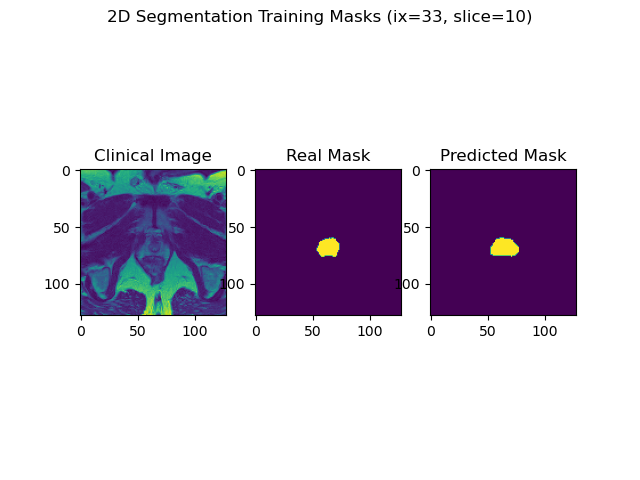 2D Segmentation Training Masks (ix=33, slice=10)
Clinical Image Real Mask Predicted Mask
0 0 0
50 50 50
100 100 100
0 50 100 0 50 100 0 50 100